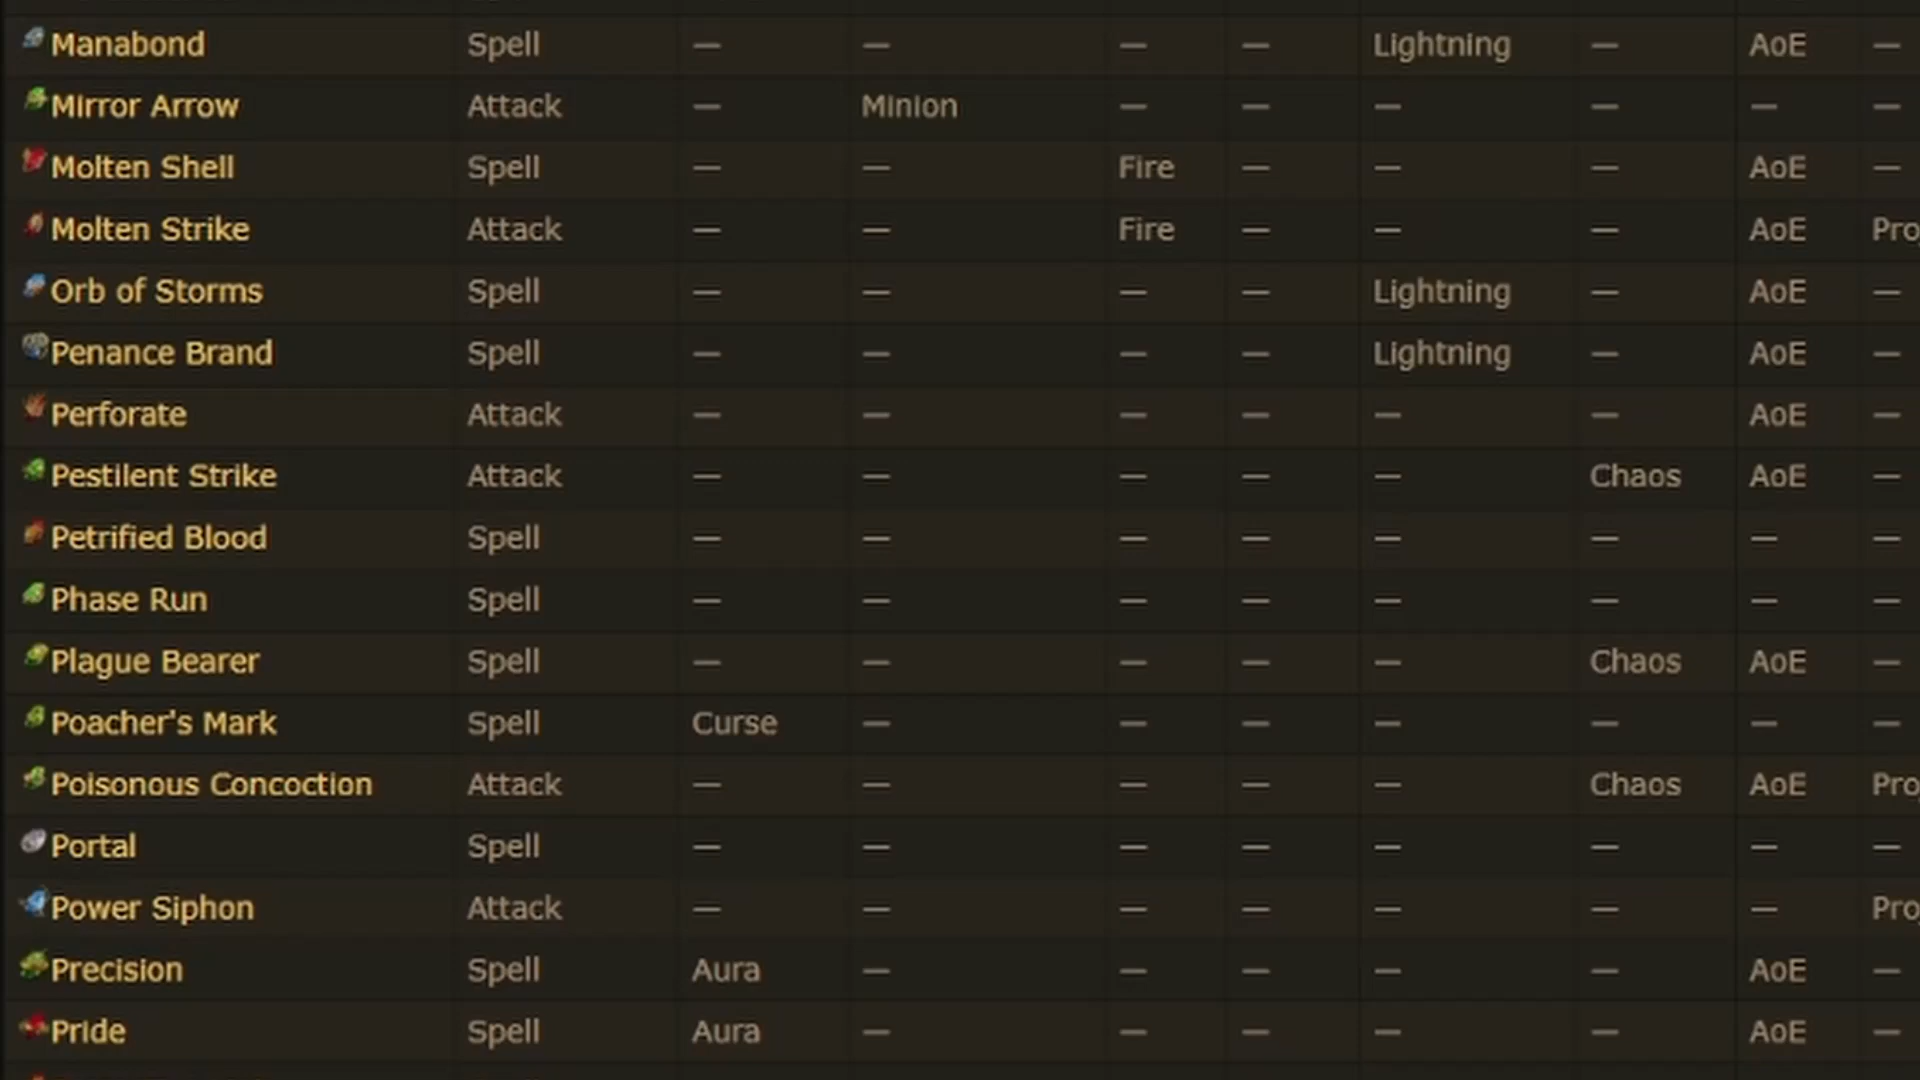 Manabond Spell — — — — Lightning — AoE —
Mirror Arrow Attack — Minion — — — — — —
Molten Shell Spell — — Fire — — — AoE —
Molten Strike Attack — — Fire — — — AoE Pro
Orb of Storms Spell — — — — Lightning — AoE —
Penance Brand Spell — — — — Lightning — AoE —
Perforate Attack — — — — — — AoE —
Pestilent Strike Attack — — — — — Chaos AoE —
Petrified Blood Spell — — — — — — — —
Phase Run Spell — — — — — — — —
Plague Bearer Spell — — — — — Chaos AoE —
Poacher's Mark Spell Curse — — — — — — —
Poisonous Concoction Attack — — — — — Chaos AoE Pro
Portal Spell — — — — — — — —
Power Siphon Attack — — — — — — — Pro
Precision Spell Aura — — — — — AoE —
Pride Spell Aura — — — — — AoE —